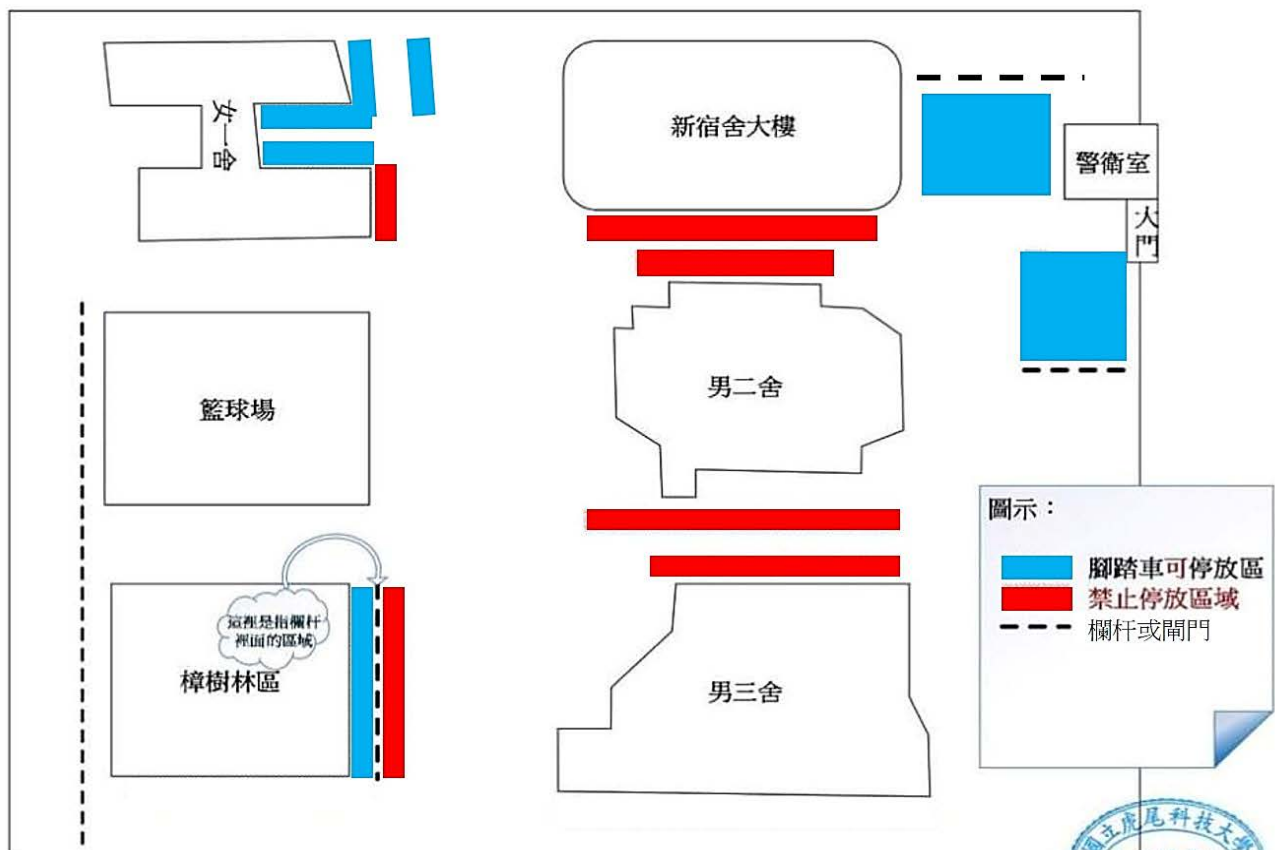 女一舍
新宿舍大樓
警衛室
大門
籃球場
男二舍
圖示：
腳踏車可停放區
禁止停放區域
欄杆或閘門
這裡是指欄杆
裡面的區域
樟樹林區
男三舍
國立虎尾科技大學